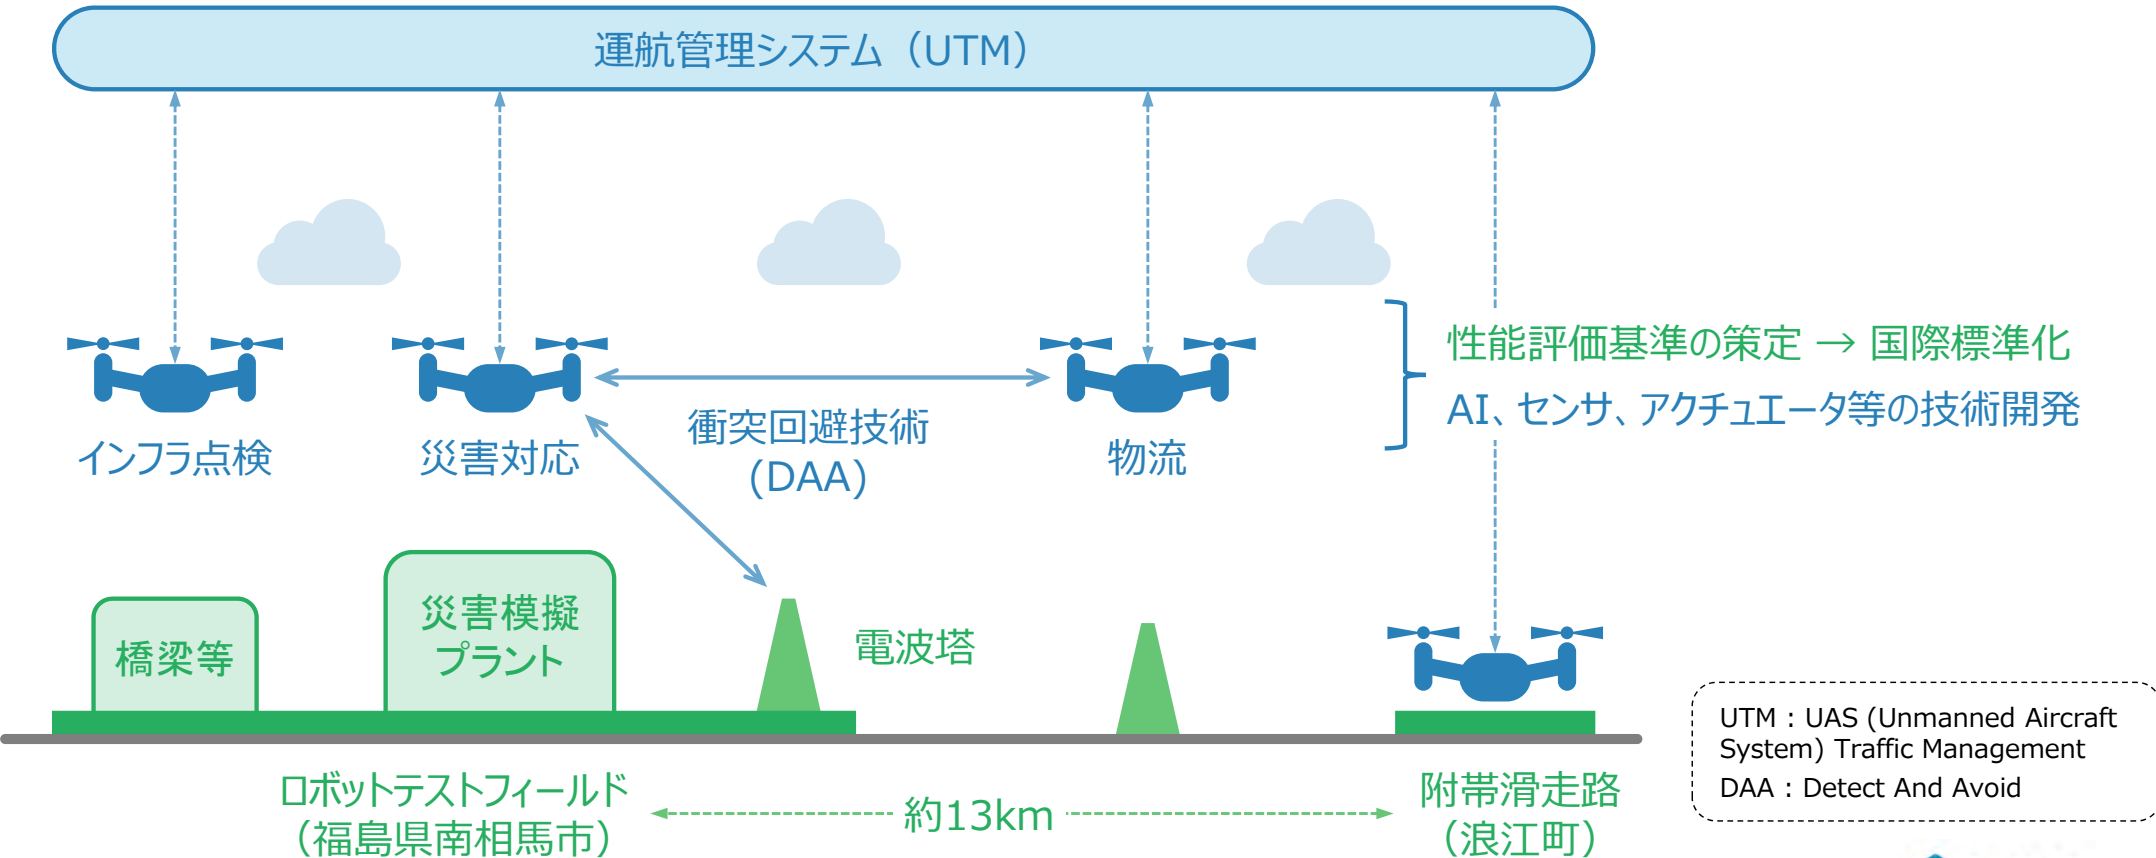 運航管理システム（UTM）
性能評価基準の策定 → 国際標準化
AI、センサ、アクチュエータ等の技術開発
衝突回避技術
（DAA）
インフラ点検
災害対応
物流
災害模擬
プラント
橋梁等
電波塔
ロボットテストフィールド
（福島県南相馬市）
約13km
附帯滑走路
（浪江町）
UTM : UAS (Unmanned Aircraft
System) Traffic Management
DAA : Detect And Avoid